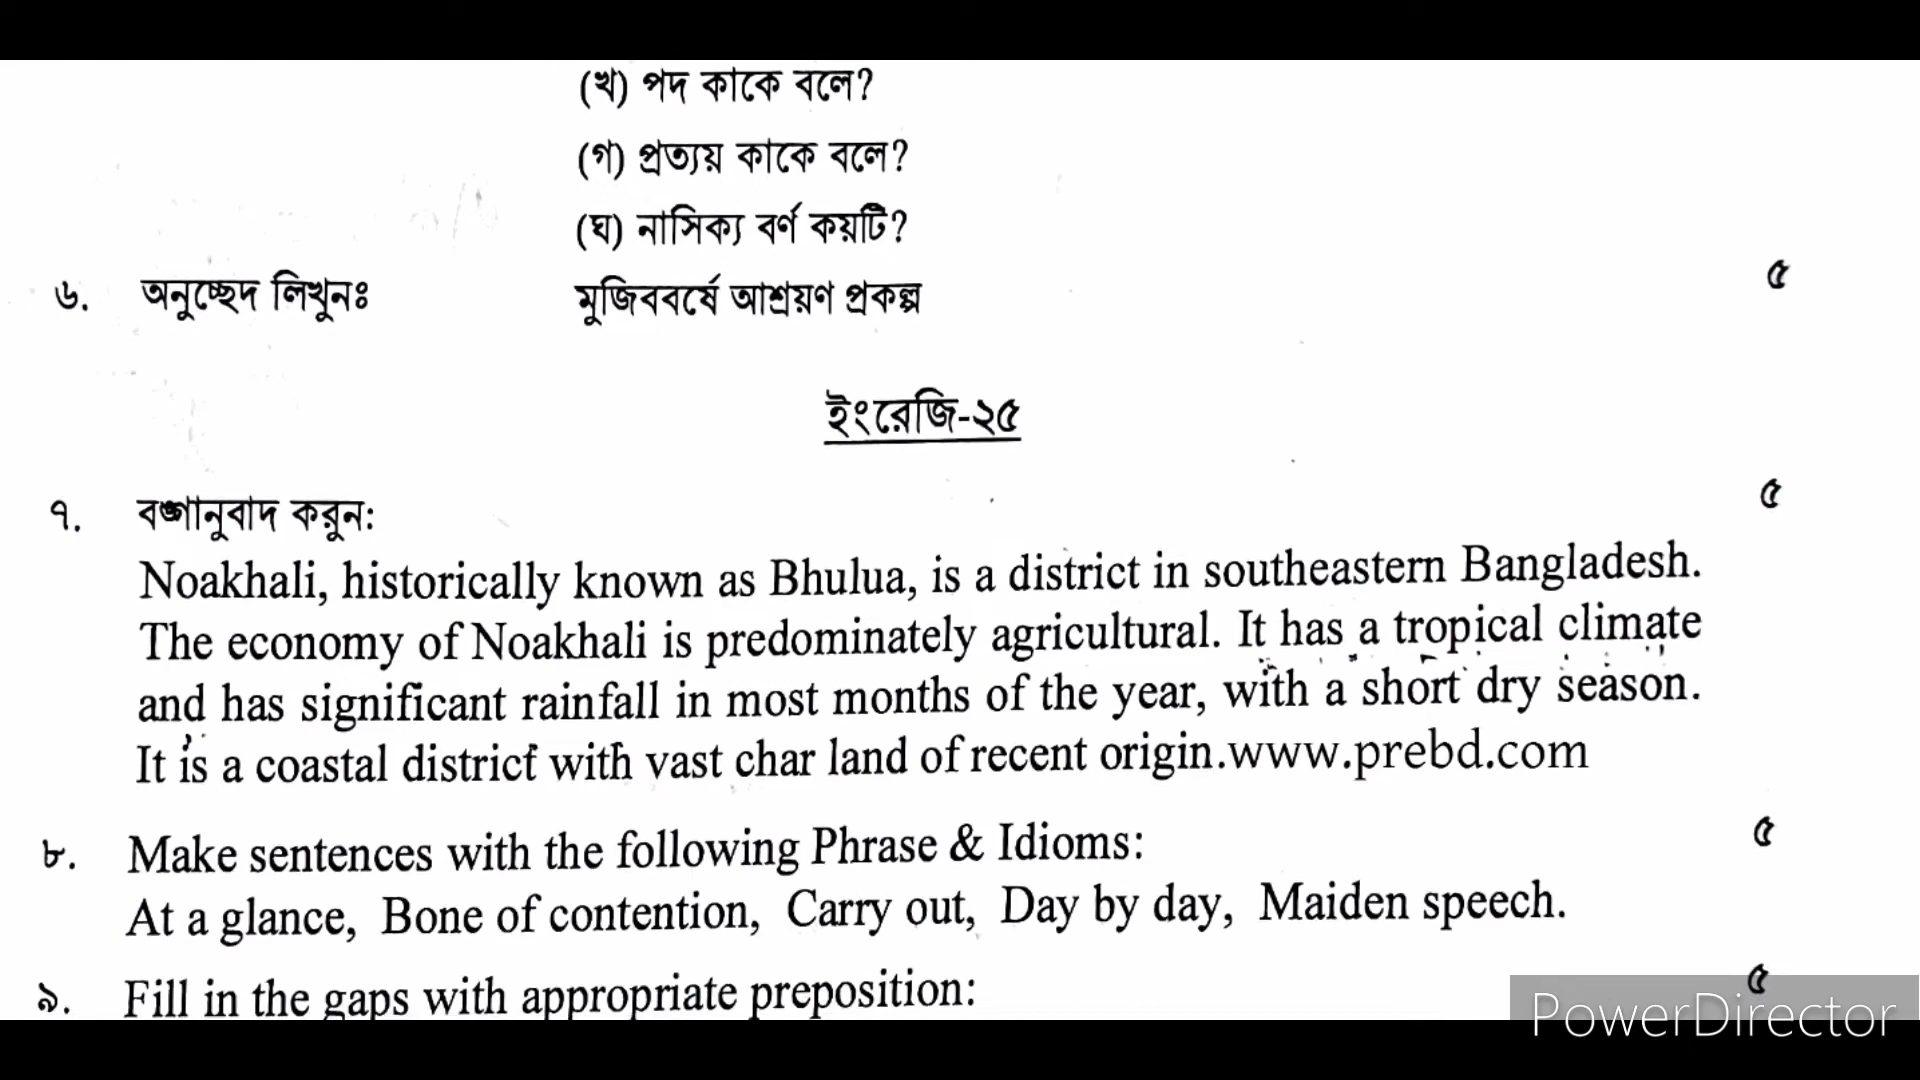 (খ) পদ কাকে বলে?
(গ) প্রত্যয় কাকে বলে?
(ঘ) নাসিক্য বর্ণ কয়টি?
৬. অনুচ্ছেদ লিখুনঃ মুজিববর্ষে আশ্রয়ণ প্রকল্প ৫
ইংরেজি-২৫
৭. বঙ্গানুবাদ করুন: ৫
Noakhali, historically known as Bhulua, is a district in southeastern Bangladesh.
The economy of Noakhali is predominately agricultural. It has a tropical climate
and has significant rainfall in most months of the year, with a short dry season.
It is a coastal district with vast char land of recent origin.www.prebd.com
৮. Make sentences with the following Phrase & Idioms: ৫
At a glance, Bone of contention, Carry out, Day by day, Maiden speech.
৯. Fill in the gaps with appropriate preposition: ৫
PowerDirector